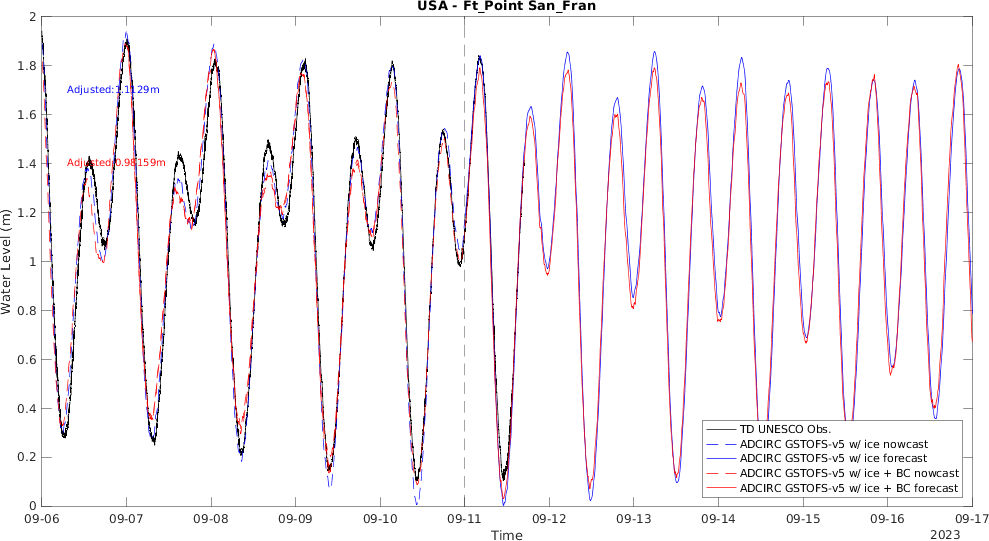 USA - Ft_Point San_Fran
Water Level (m)
2
1.8
1.6
1.4
1.2
1
0.8
0.6
0.4
0.2
0
Adjusted:1.1129m
Adjusted:0.98159m
TD UNESCO Obs.
ADCIRC GSTOFS-v5 w/ ice nowcast
ADCIRC GSTOFS-v5 w/ ice forecast
ADCIRC GSTOFS-v5 w/ ice + BC nowcast
ADCIRC GSTOFS-v5 w/ ice + BC forecast
09-06 09-07 09-08 09-09 09-10 09-11 09-12 09-13 09-14 09-15 09-16 09-17
Time
2023